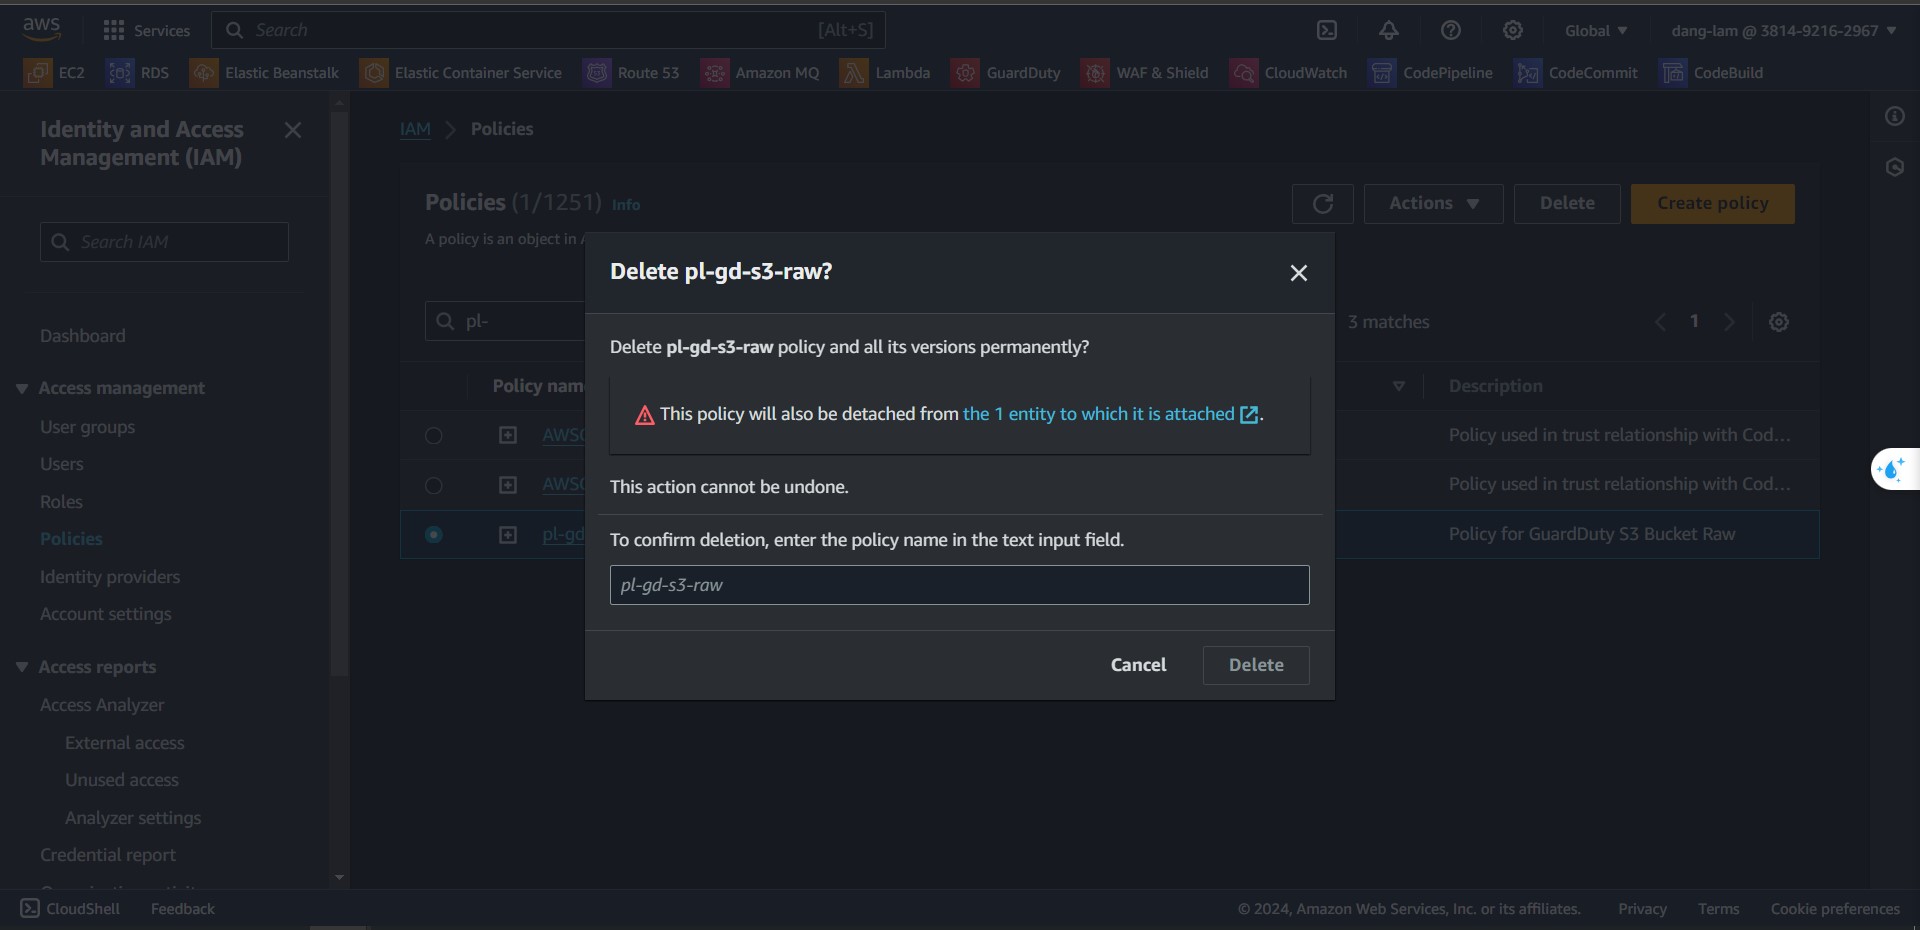 aws
Services
Search
[Alt+S]
Global
dang-lam @ 3814-9216-2967
EC2
RDS
Elastic Beanstalk
Elastic Container Service
Route 53
Amazon MQ
Lambda
GuardDuty
WAF & Shield
CloudWatch
CodePipeline
CodeCommit
CodeBuild
Identity and Access
Management (IAM)
Search IAM
Dashboard
Access management
User groups
Users
Roles
Policies
Identity providers
Account settings
Access reports
Access Analyzer
External access
Unused access
Analyzer settings
Credential report
IAM
Policies
Policies (1/1251) Info
Actions
Delete
Create policy
A policy is an object in
pl-
3 matches
1
Policy nam
Description
AWS
Policy used in trust relationship with Cod...
AWS
Policy used in trust relationship with Cod...
pl-gd
Policy for GuardDuty S3 Bucket Raw
Delete pl-gd-s3-raw?
Delete pl-gd-s3-raw policy and all its versions permanently?
This policy will also be detached from the 1 entity to which it is attached.
This action cannot be undone.
To confirm deletion, enter the policy name in the text input field.
pl-gd-s3-raw
Cancel
Delete
CloudShell
Feedback
© 2024, Amazon Web Services, Inc. or its affiliates.
Privacy
Terms
Cookie preferences